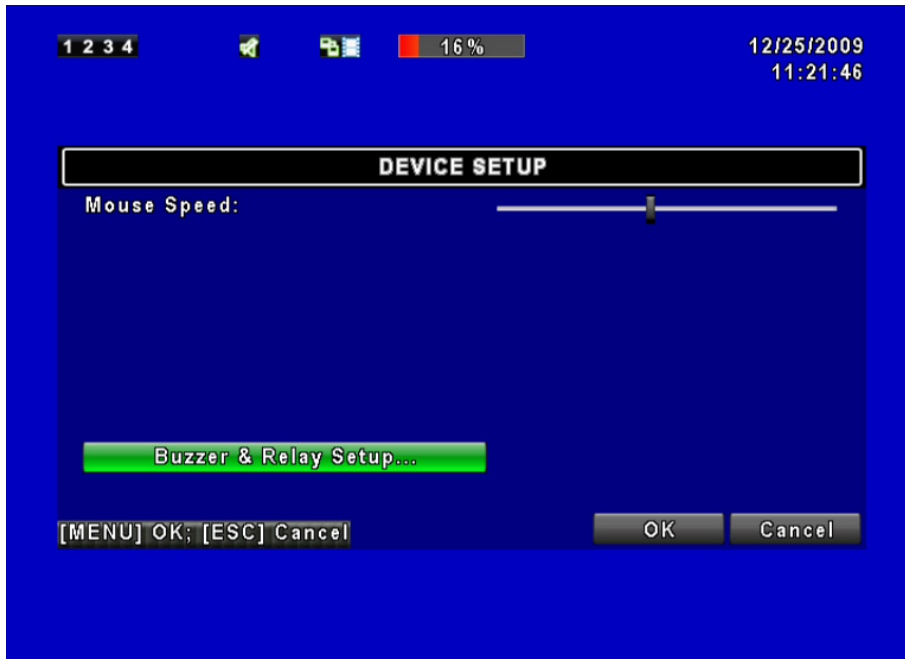 1 2 3 4 16% 12/25/2009
11:21:46
DEVICE SETUP
Mouse Speed:
Buzzer & Relay Setup...
[MENU] OK; [ESC] Cancel OK Cancel